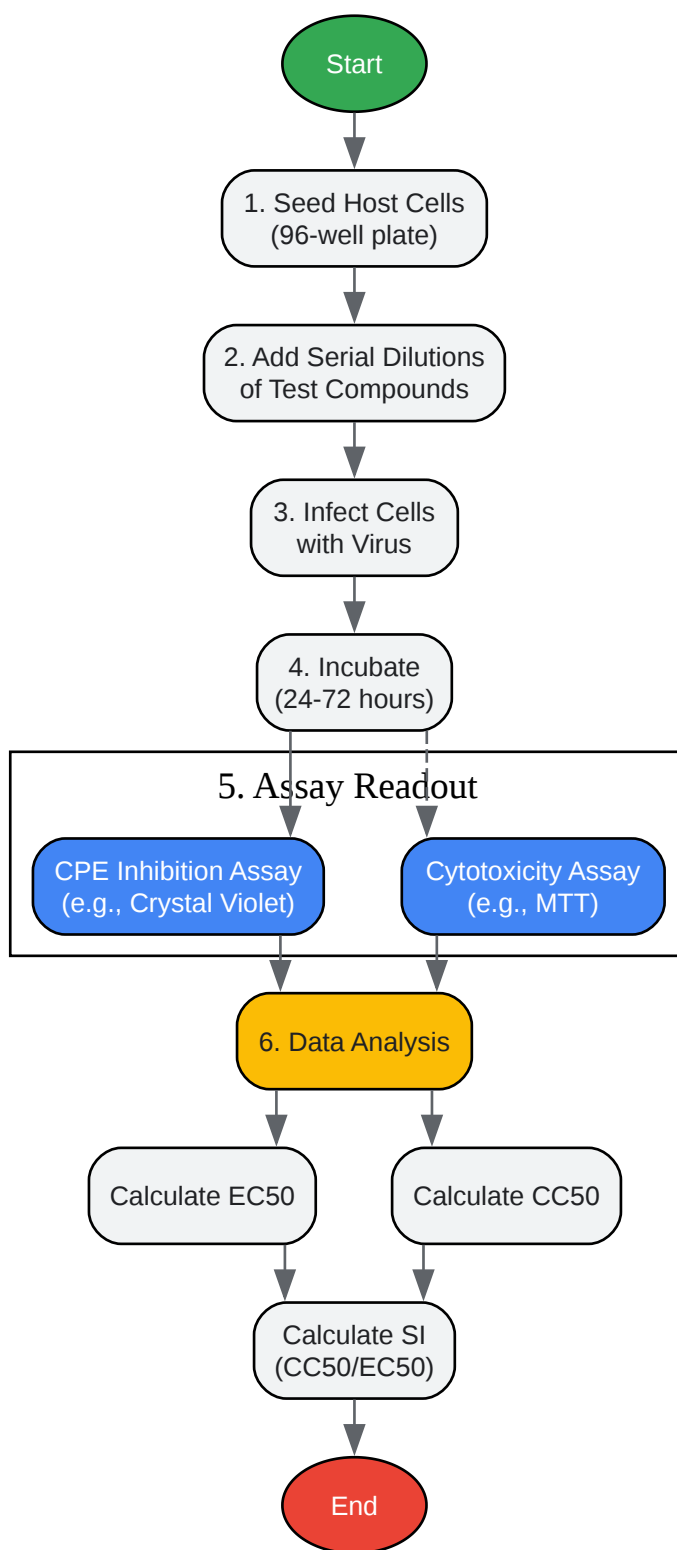 Start
1. Seed Host Cells
(96-well plate)
2. Add Serial Dilutions
of Test Compounds
3. Infect Cells
with Virus
4. Incubate
(24-72 hours)
5. Assay Readout
CPE Inhibition Assay
(e.g., Crystal Violet)
Cytotoxicity Assay
(e.g., MTT)
6. Data Analysis
Calculate EC50
Calculate CC50
Calculate SI
(CC50/EC50)
End